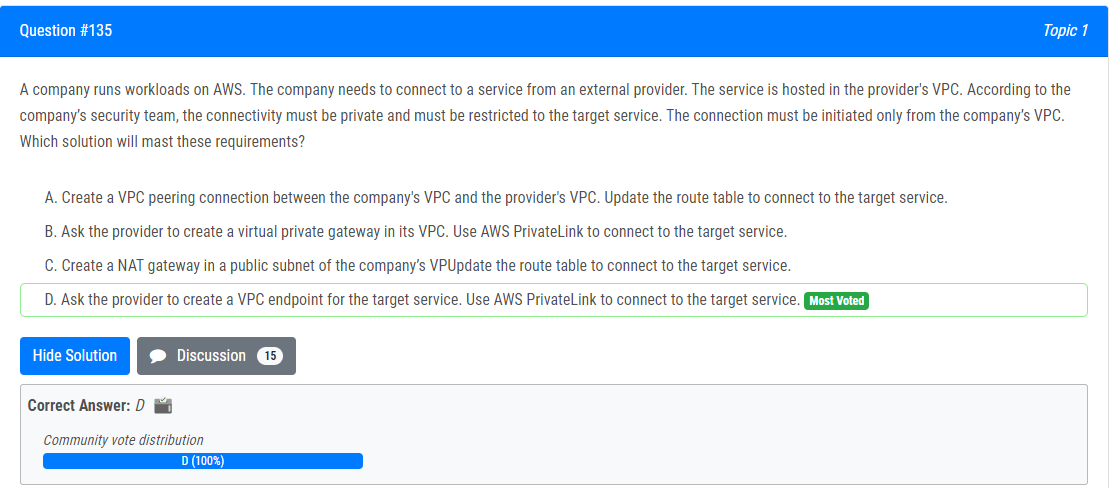 Question #135
Topic 1
A company runs workloads on AWS. The company needs to connect to a service from an external provider. The service is hosted in the provider's VPC. According to the
company's security team, the connectivity must be private and must be restricted to the target service. The connection must be initiated only from the company's VPC.
Which solution will mast these requirements?
A. Create a VPC peering connection between the company's VPC and the provider's VPC. Update the route table to connect to the target service.
B. Ask the provider to create a virtual private gateway in its VPC. Use AWS PrivateLink to connect to the target service.
C. Create a NAT gateway in a public subnet of the company's VPUpdate the route table to connect to the target service.
D. Ask the provider to create a VPC endpoint for the target service. Use AWS PrivateLink to connect to the target service. Most Voted
Hide Solution
Discussion 15
Correct Answer: D
Community vote distribution
D (100%)